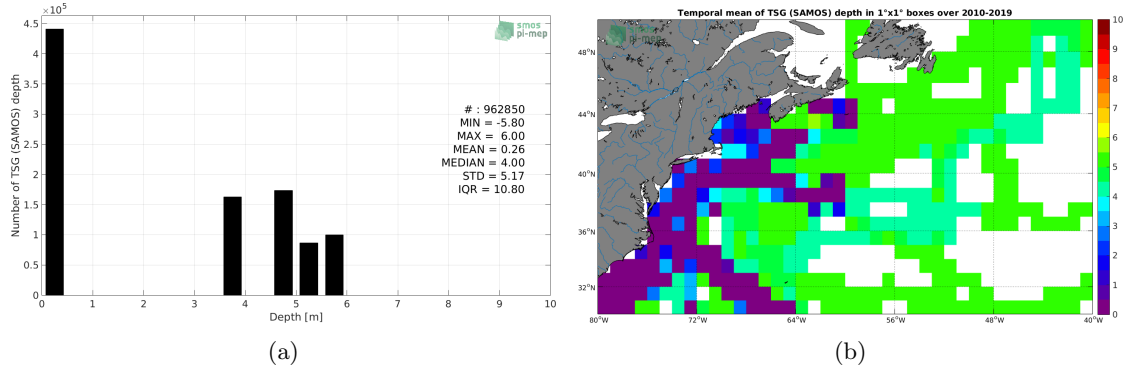 ×10⁵
4.5
4
3.5
3
2.5
2
1.5
1
0.5
0
Number of TSG (SAMOS) depth
smos
pi-mep
# : 962850
MIN = -5.80
MAX = 6.00
MEAN = 0.26
MEDIAN = 4.00
STD = 5.17
IQR = 10.80
0 1 2 3 4 5 6 7 8 9 10
Depth [m]
(a)
Temporal mean of TSG (SAMOS) depth in 1°x1° boxes over 2010-2019
smos
pi-mep
48°N
44°N
40°N
36°N
32°N
80°W 72°W 64°W 56°W 48°W 40°W
10
9
8
7
6
5
4
3
2
1
0
(b)